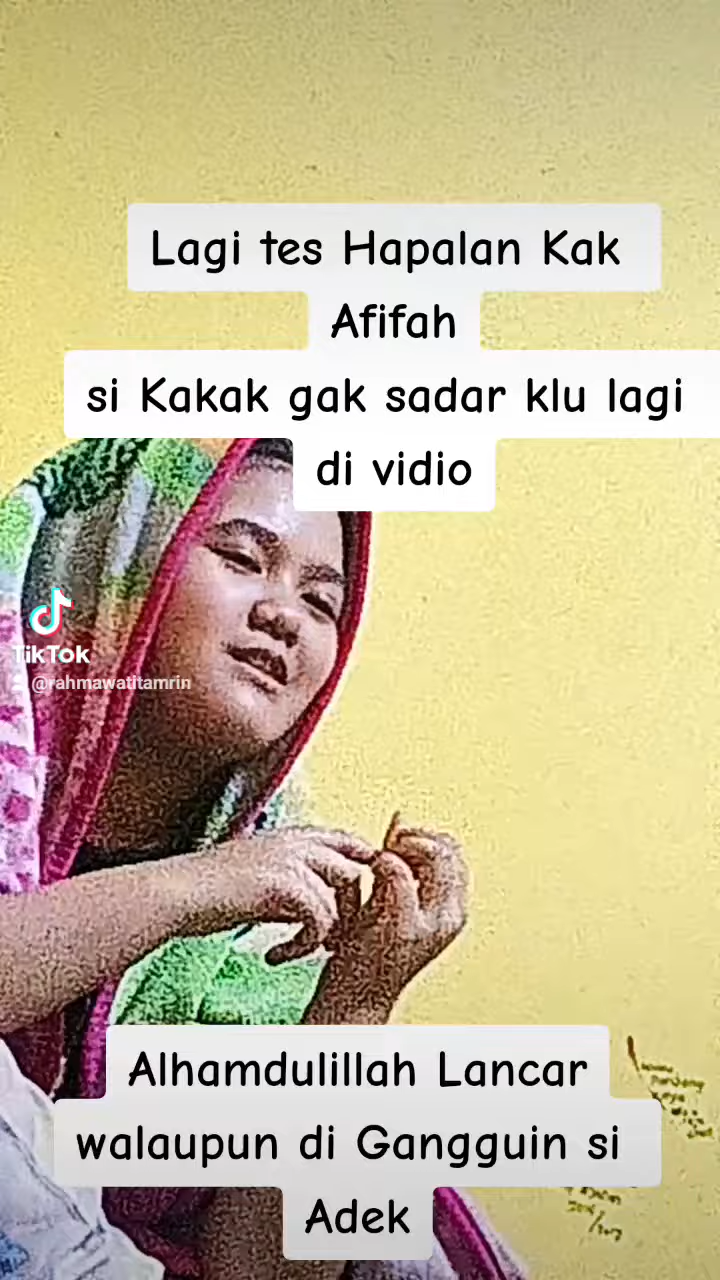 Lagi tes Hapalan Kak
Afifah
si Kakak gak sadar klu lagi
di vidio
TikTok
@rahmawatitamrin
Alhamdulillah Lancar
walaupun di Gangguin si
Adek